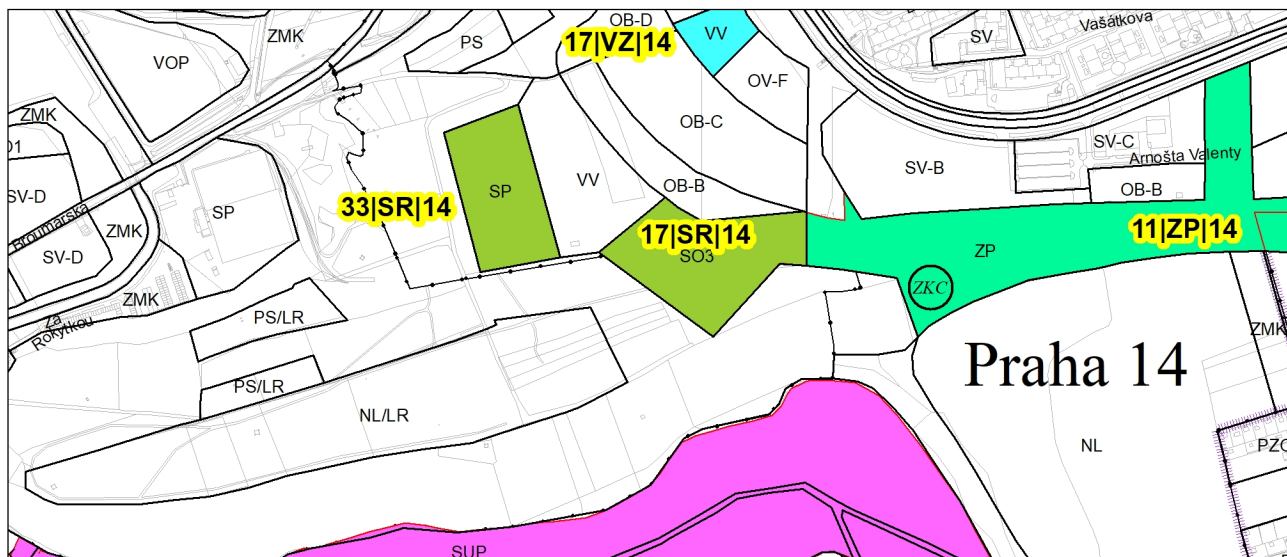 OB-D
ZMK
PS
17|VZ|14
VV
SV
Vašátkova
VOP
OV-F
ZMK
OB-C
SV-C
Arnošta Valenty
SV-B
SV-D
SP
SP
VV
OB-B
OB-B
33|SR|14
Broumarská
ZMK
17|SR|14
11|ZP|14
SV-D
SO3
ZP
ZMK
ZKC
Za
Rokytkou
PS/LR
ZMK
Praha 14
PS/LR
NL/LR
NL
SUP